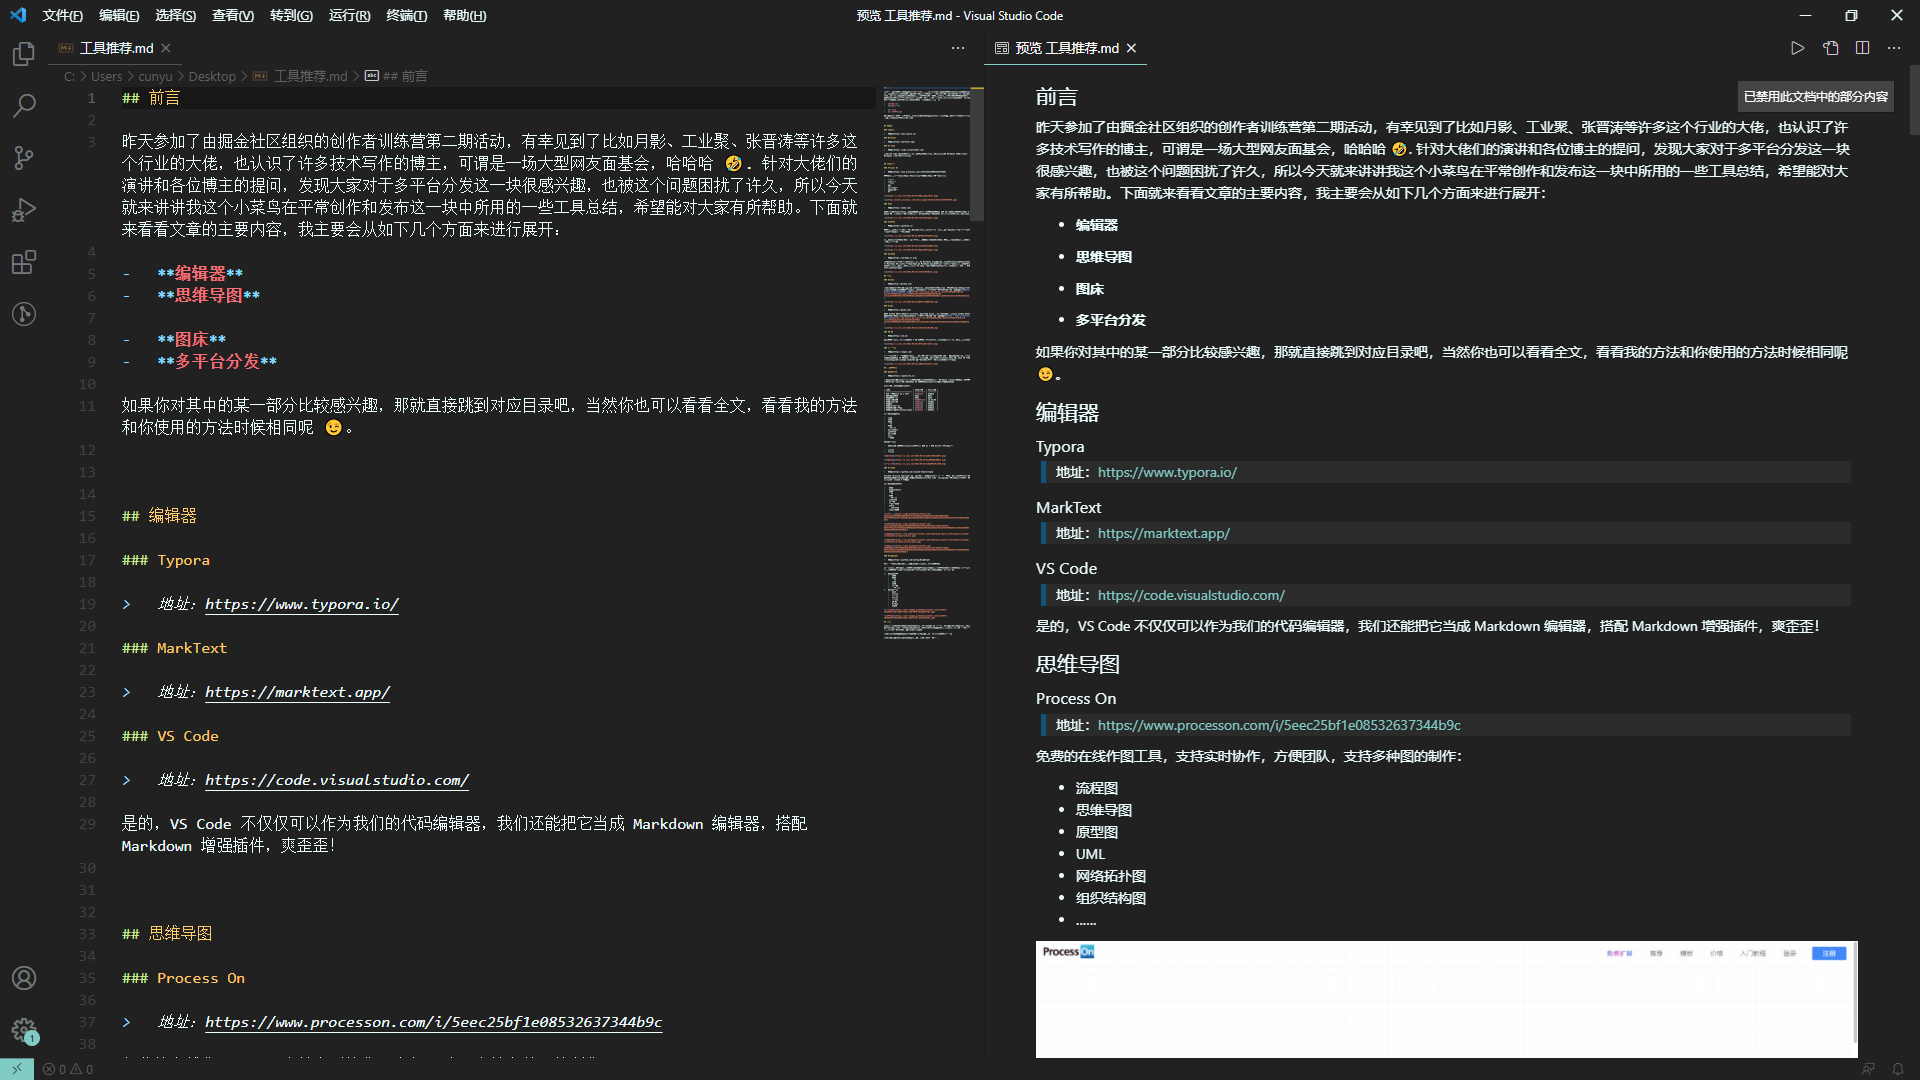 文件(F) 编辑(E) 选择(S) 查看(V) 转到(G) 运行(R) 终端(T) 帮助(H)
预览 工具推荐.md - Visual Studio Code
工具推荐.md
C: > Users > cunyu > Desktop > 工具推荐.md > abc ## 前言
1 ## 前言
2
3 昨天参加了由掘金社区组织的创作者训练营第二期活动，有幸见到了比如月影、工业聚、张晋涛等许多这
个行业的大佬，也认识了许多技术写作的博主，可谓是一场大型网友面基会，哈哈哈 🤣. 针对大佬们的
演讲和各位博主的提问，发现大家对于多平台分发这一块很感兴趣，也被这个问题困扰了许久，所以今天
就来讲讲我这个小菜鸟在平常创作和发布这一块中所用的一些工具总结，希望能对大家有所帮助。下面就
来看看文章的主要内容，我主要会从如下几个方面来进行展开：
4
5 - **编辑器**
6 - **思维导图**
7
8 - **图床**
9 - **多平台分发**
10
11 如果你对其中的某一部分比较感兴趣，那就直接跳到对应目录吧，当然你也可以看看全文，看看我的方法
和你使用的方法时候相同呢 😉。
12
13
14
15 ## 编辑器
16
17 ### Typora
18
19 > 地址：https://www.typora.io/
20
21 ### MarkText
22
23 > 地址：https://marktext.app/
24
25 ### VS Code
26
27 > 地址：https://code.visualstudio.com/
28
29 是的，VS Code 不仅仅可以作为我们的代码编辑器，我们还能把它当成 Markdown 编辑器，搭配
Markdown 增强插件，爽歪歪！
30
31
32
33 ## 思维导图
34
35 ### Process On
36
37 > 地址：https://www.processon.com/i/5eec25bf1e08532637344b9c
38
预览 工具推荐.md
已禁用此文档中的部分内容
前言
昨天参加了由掘金社区组织的创作者训练营第二期活动，有幸见到了比如月影、工业聚、张晋涛等许多这个行业的大佬，也认识了许
多技术写作的博主，可谓是一场大型网友面基会，哈哈哈 🤣. 针对大佬们的演讲和各位博主的提问，发现大家对于多平台分发这一块
很感兴趣，也被这个问题困扰了许久，所以今天就来讲讲我这个小菜鸟在平常创作和发布这一块中所用的一些工具总结，希望能对大
家有所帮助。下面就来看看文章的主要内容，我主要会从如下几个方面来进行展开：
• 编辑器
• 思维导图
• 图床
• 多平台分发
如果你对其中的某一部分比较感兴趣，那就直接跳到对应目录吧，当然你也可以看看全文，看看我的方法和你使用的方法时候相同呢
😉。
编辑器
Typora
地址：https://www.typora.io/
MarkText
地址：https://marktext.app/
VS Code
地址：https://code.visualstudio.com/
是的，VS Code 不仅仅可以作为我们的代码编辑器，我们还能把它当成 Markdown 编辑器，搭配 Markdown 增强插件，爽歪歪！
思维导图
Process On
地址：https://www.processon.com/i/5eec25bf1e08532637344b9c
免费的在线作图工具，支持实时协作，方便团队，支持多种图的制作：
• 流程图
• 思维导图
• 原型图
• UML
• 网络拓扑图
• 组织结构图
• ......
Process On
免费扩容 推荐 模板 价格 入门教程 登录 注册
1
0 0